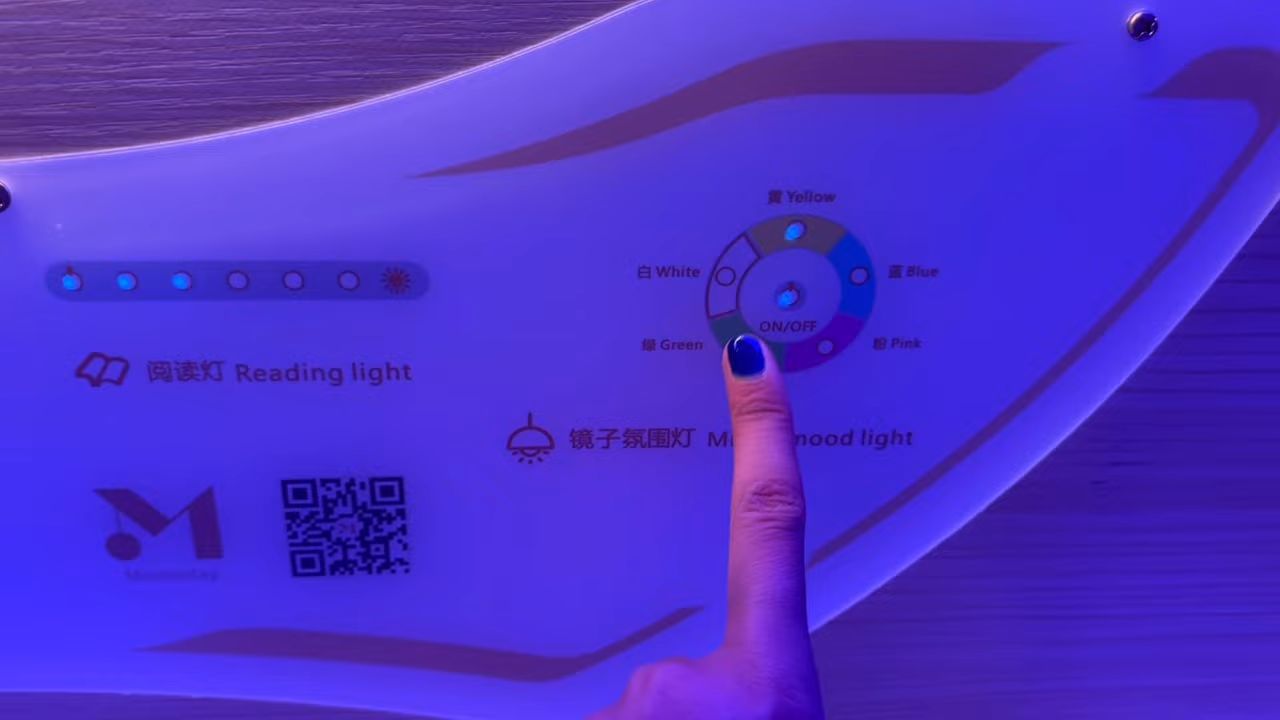 黄 Yellow
白 White
蓝 Blue
ON/OFF
绿 Green
粉 Pink
阅读灯 Reading light
镜子氛围灯 mood light